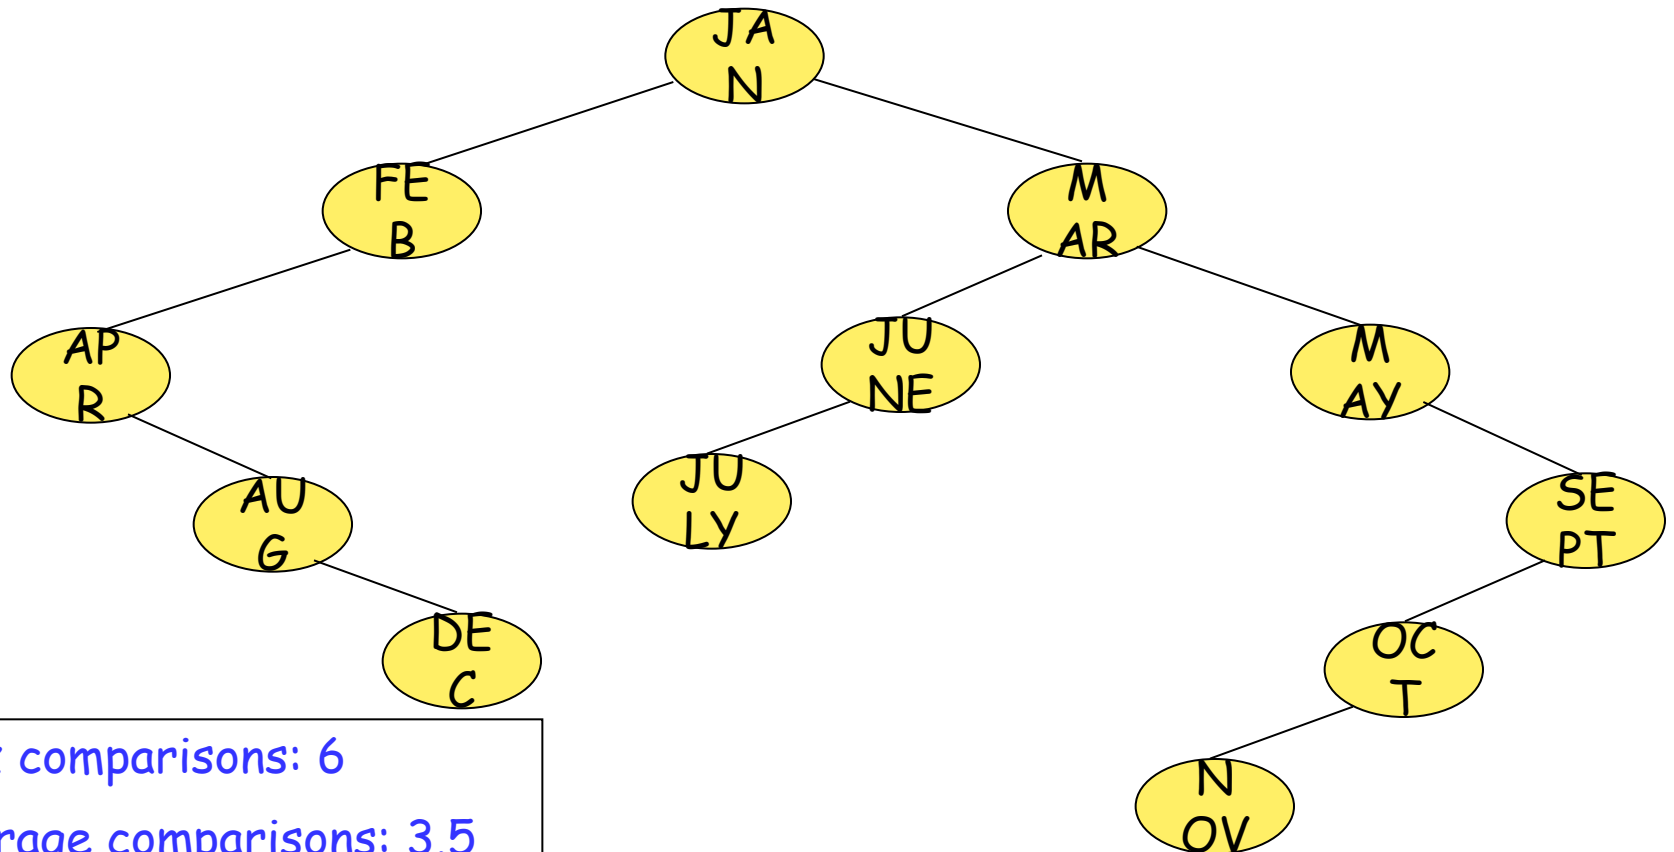 JA
N
FE
B
M
AR
AP
R
JU
NE
M
AY
AU
G
JU
LY
SE
PT
DE
C
OC
T
N
OV
comparisons: 6
comparisons: 3.5